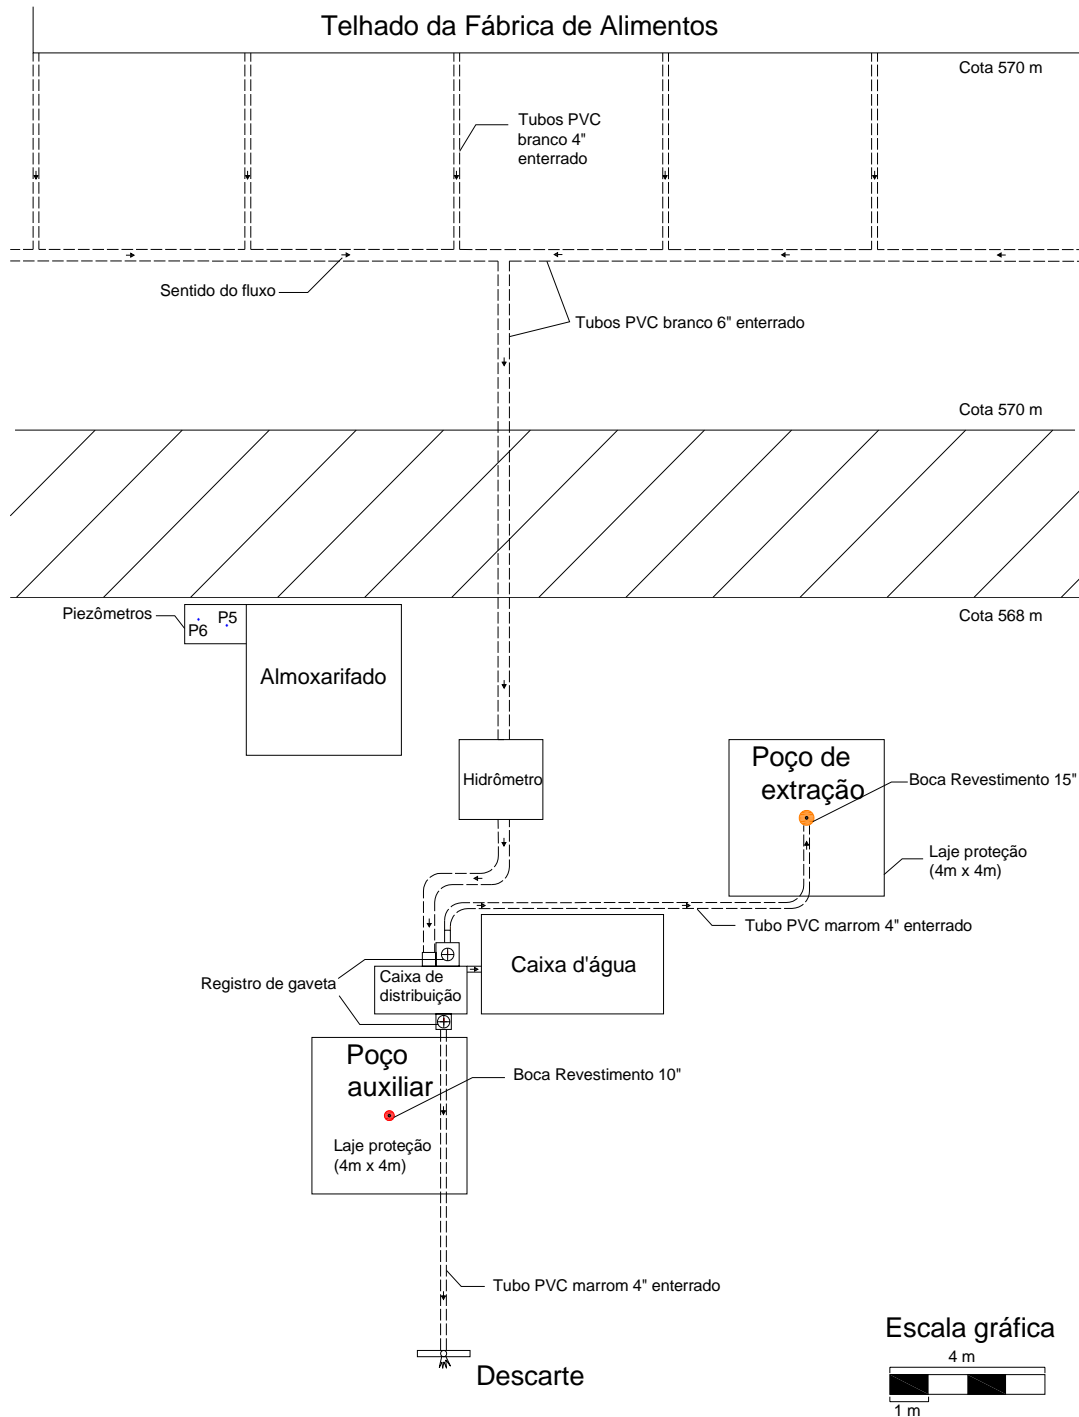 Telhado da Fábrica de Alimentos
Cota 570 m
Tubos PVC
branco 4"
enterrado
Sentido do fluxo
Tubos PVC branco 6" enterrado
Cota 570 m
Cota 568 m
Piezômetros
P5
P6
Almoxarifado
Hidrômetro
Poço de
extração
Boca Revestimento 15"
Laje proteção
(4m x 4m)
Tubo PVC marrom 4" enterrado
Caixa d'água
Registro de gaveta
Caixa de
distribuição
Poço
auxiliar
Boca Revestimento 10"
Laje proteção
(4m x 4m)
Tubo PVC marrom 4" enterrado
Descarte
Escala gráfica
4 m
1 m